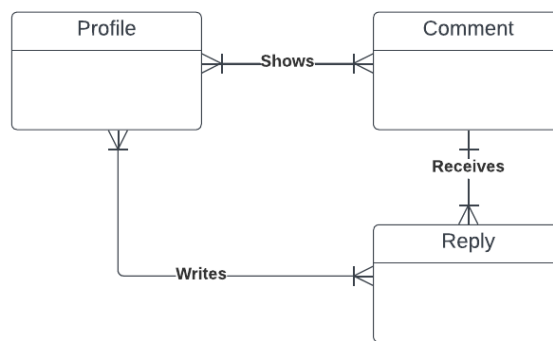 Profile
Comment
Shows
Receives
Reply
Writes